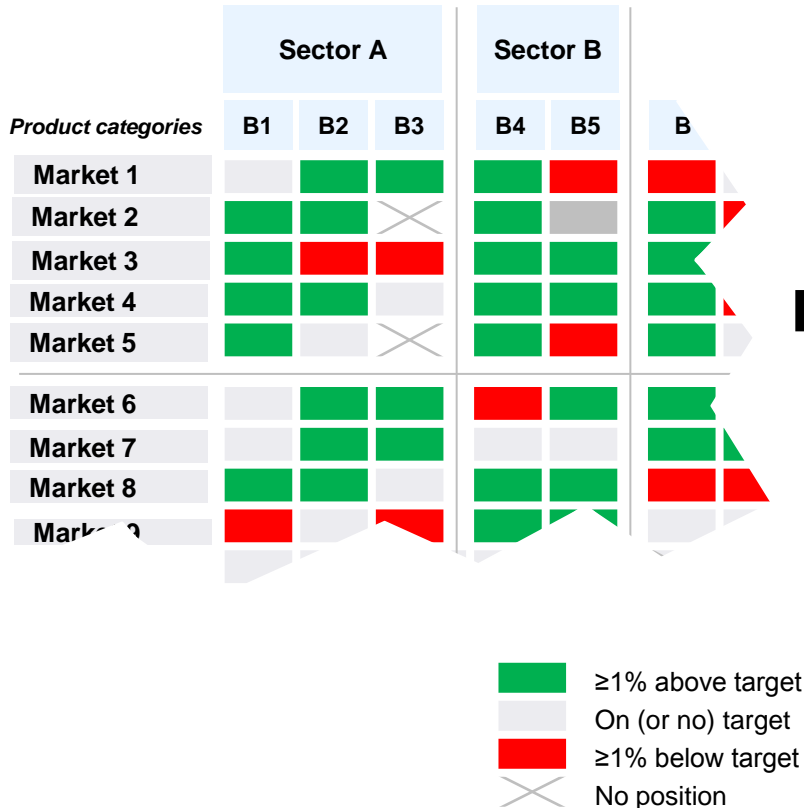 Sector A Sector B
Product categories B1 B2 B3 B4 B5 B
Market 1
Market 2
Market 3
Market 4
Market 5
Market 6
Market 7
Market 8
≥1% above target
On (or no) target
≥1% below target
No position